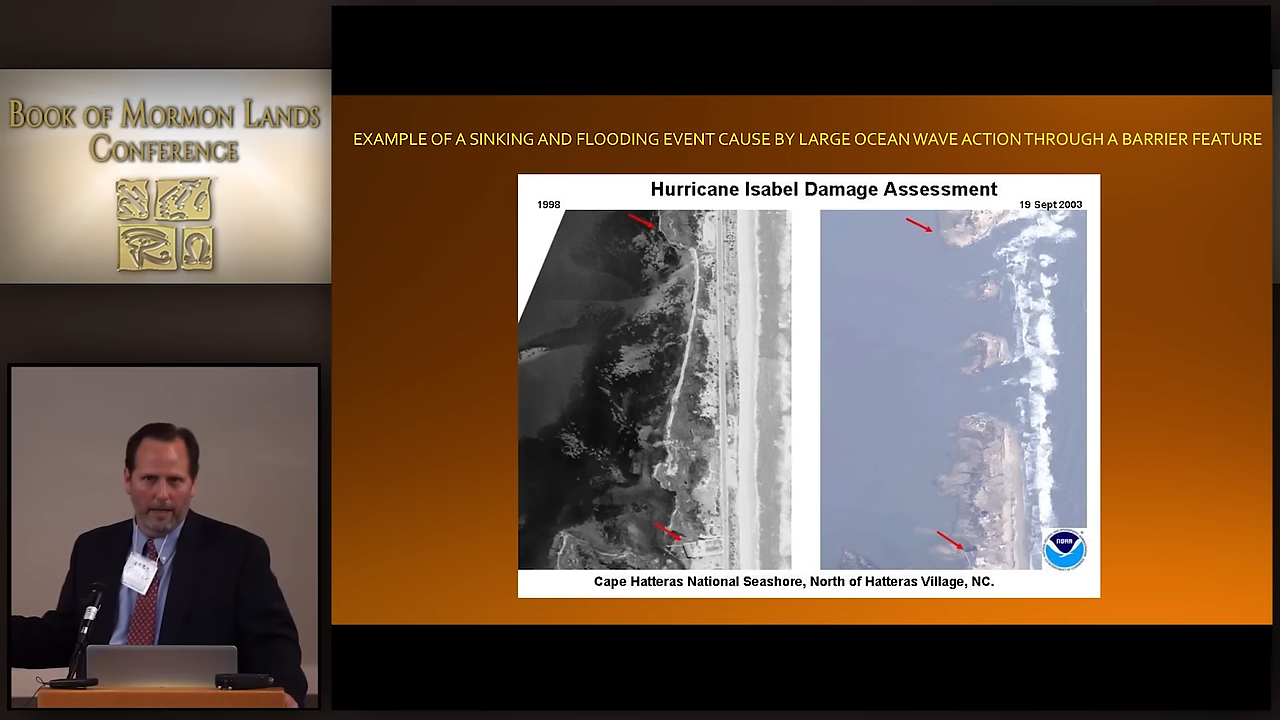 BOOK OF MORMON LANDS
CONFERENCE
EXAMPLE OF A SINKING AND FLOODING EVENT CAUSE BY LARGE OCEAN WAVE ACTION THROUGH A BARRIER FEATURE
Hurricane Isabel Damage Assessment
1998
19 Sept 2003
NOAA
Cape Hatteras National Seashore, North of Hatteras Village, NC.